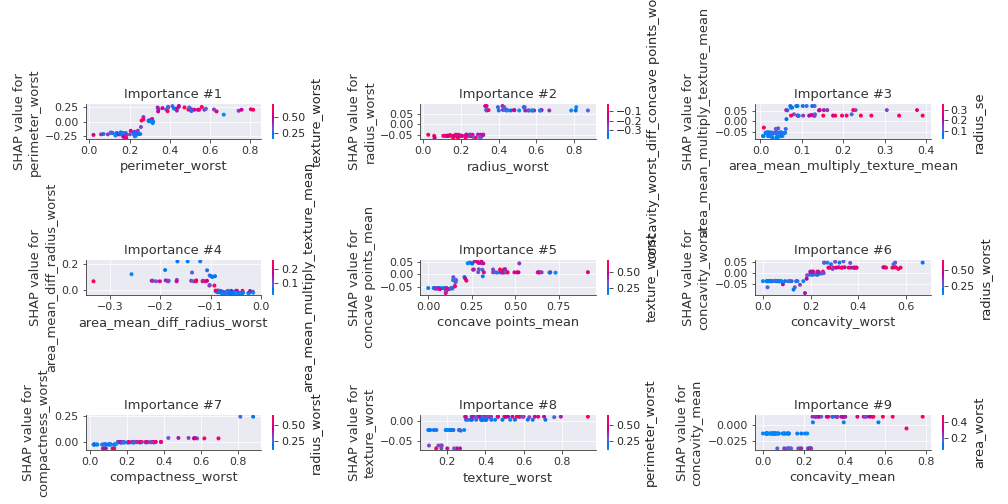 Importance #1
SHAP value for
perimeter_worst
0.25
0.00
−0.25
0.0 0.2 0.4 0.6 0.8
perimeter_worst
0.50
0.25
texture_worst
Importance #2
SHAP value for
radius_worst
0.05
0.00
−0.05
0.0 0.2 0.4 0.6 0.8
radius_worst
−0.1
−0.2
−0.3
concavity_worst_diff_concave points_wo
Importance #3
SHAP value for
area_mean_multiply_texture_mean
0.05
0.00
−0.05
0.0 0.1 0.2 0.3 0.4
area_mean_multiply_texture_mean
0.3
0.2
0.1
radius_se
Importance #4
SHAP value for
area_mean_diff_radius_worst
0.2
0.0
−0.3 −0.2 −0.1 0.0
area_mean_diff_radius_worst
0.2
0.1
area_mean_multiply_texture_mean
Importance #5
SHAP value for
concave points_mean
0.05
0.00
−0.05
0.00 0.25 0.50 0.75
concave points_mean
0.50
0.25
texture_worst
Importance #6
SHAP value for
concavity_worst
0.05
0.00
−0.05
0.0 0.2 0.4 0.6
concavity_worst
0.50
0.25
radius_worst
Importance #7
SHAP value for
compactness_worst
0.25
0.00
0.0 0.2 0.4 0.6 0.8
compactness_worst
0.50
0.25
radius_worst
Importance #8
SHAP value for
texture_worst
0.00
−0.05
0.2 0.4 0.6 0.8
texture_worst
0.50
0.25
perimeter_worst
Importance #9
SHAP value for
concavity_mean
0.000
−0.025
0.0 0.2 0.4 0.6 0.8
concavity_mean
0.4
0.2
area_worst